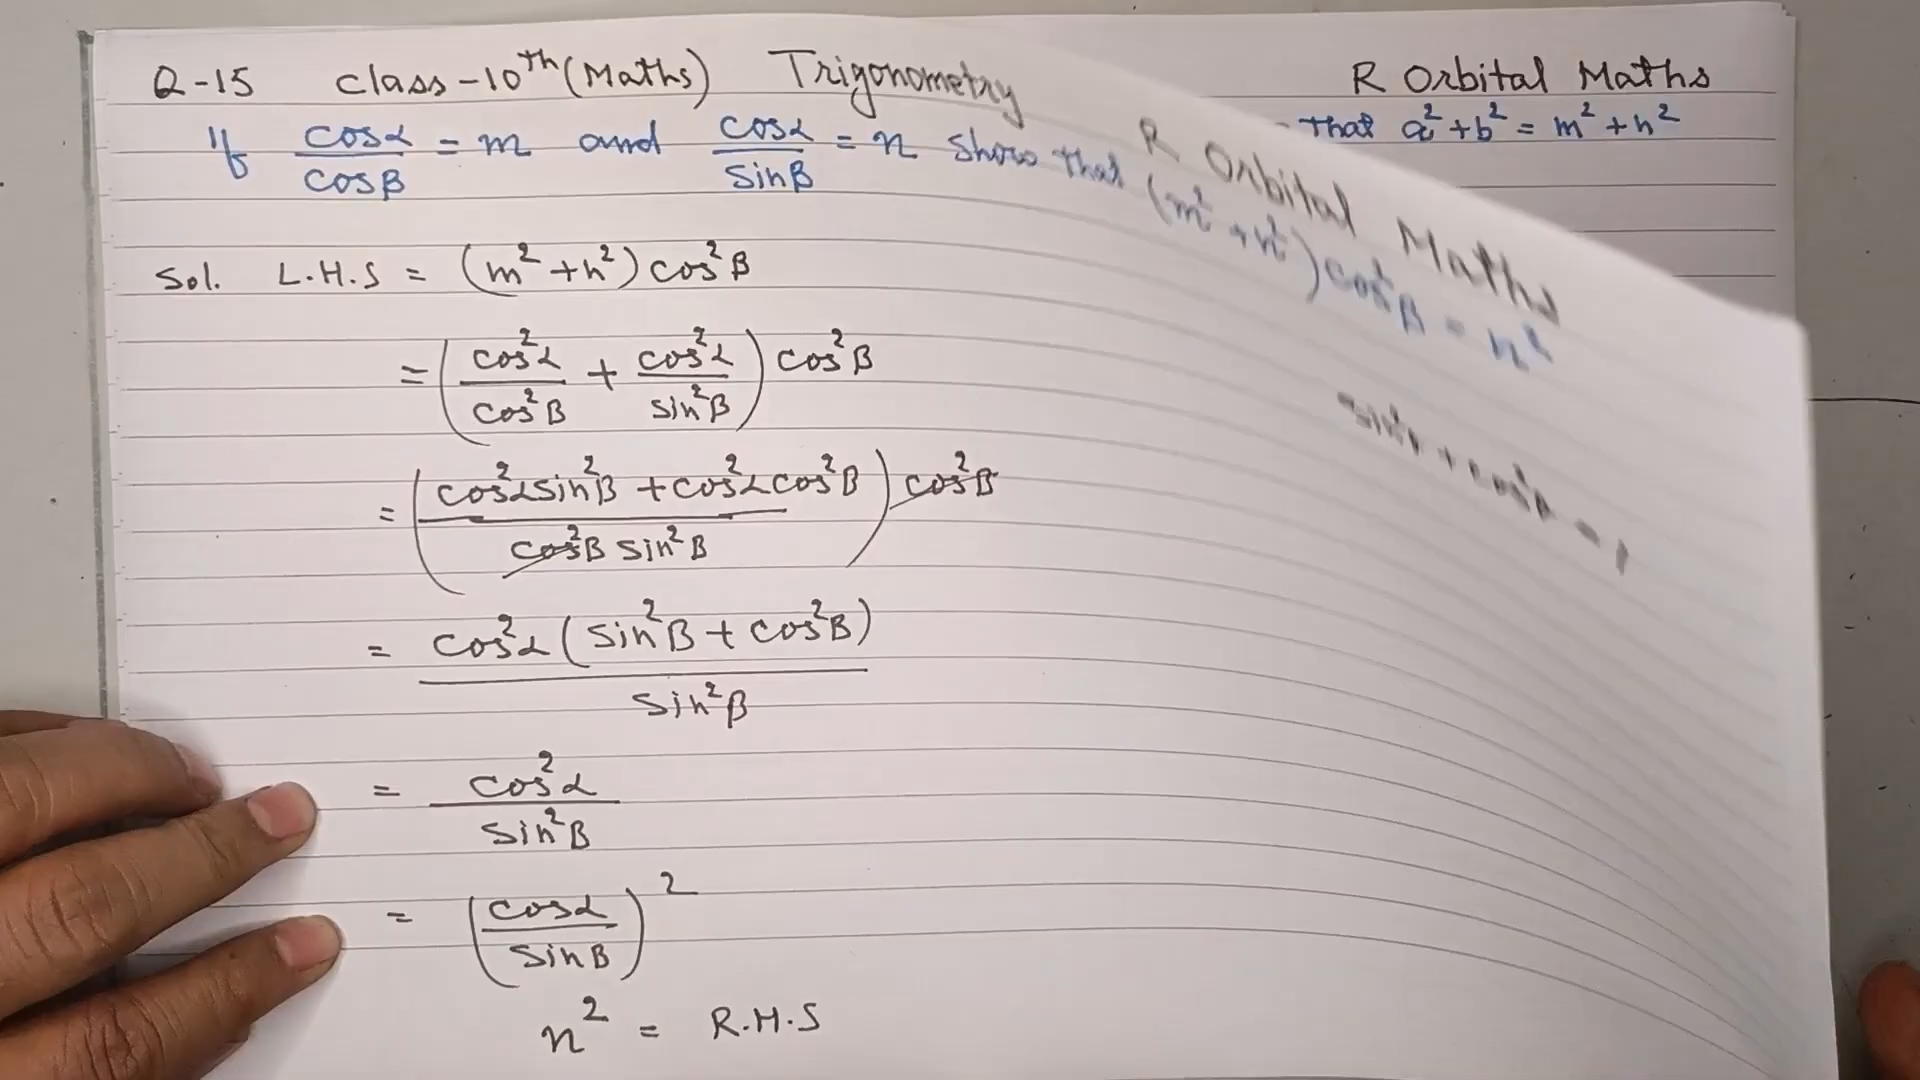 Q-15 Class-10th (Maths) Trigonometry R Orbital Maths
If cosα/cosβ = m and cosα/sinβ = n show that (m² + n²) cos²β = n²
R Orbital Maths
that a² + b² = m² + n²
Sol. L.H.S = (m² + n²) cos²β
= (cos²α/cos²β + cos²α/sin²β) cos²β
= ((cos²α sin²β + cos²α cos²β)/(cos²β sin²β)) cos²β
= cos²α (sin²β + cos²β)/sin²β
= cos²α/sin²β
= (cosα/sinβ)²
n² = R.H.S